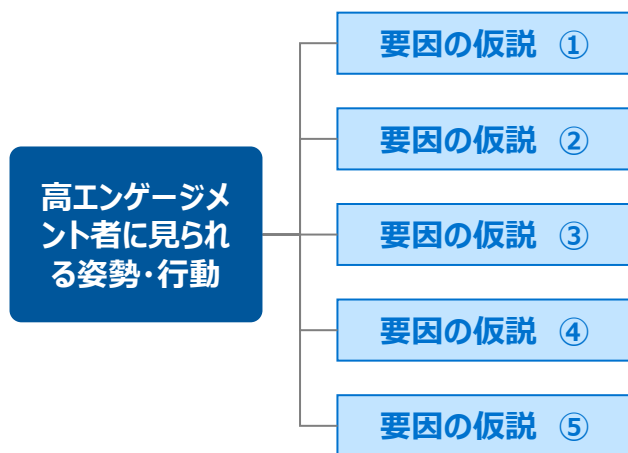 高エンゲージメ
ント者に見られ
る姿勢・行動
要因の仮説 ①
要因の仮説 ②
要因の仮説 ③
要因の仮説 ④
要因の仮説 ⑤